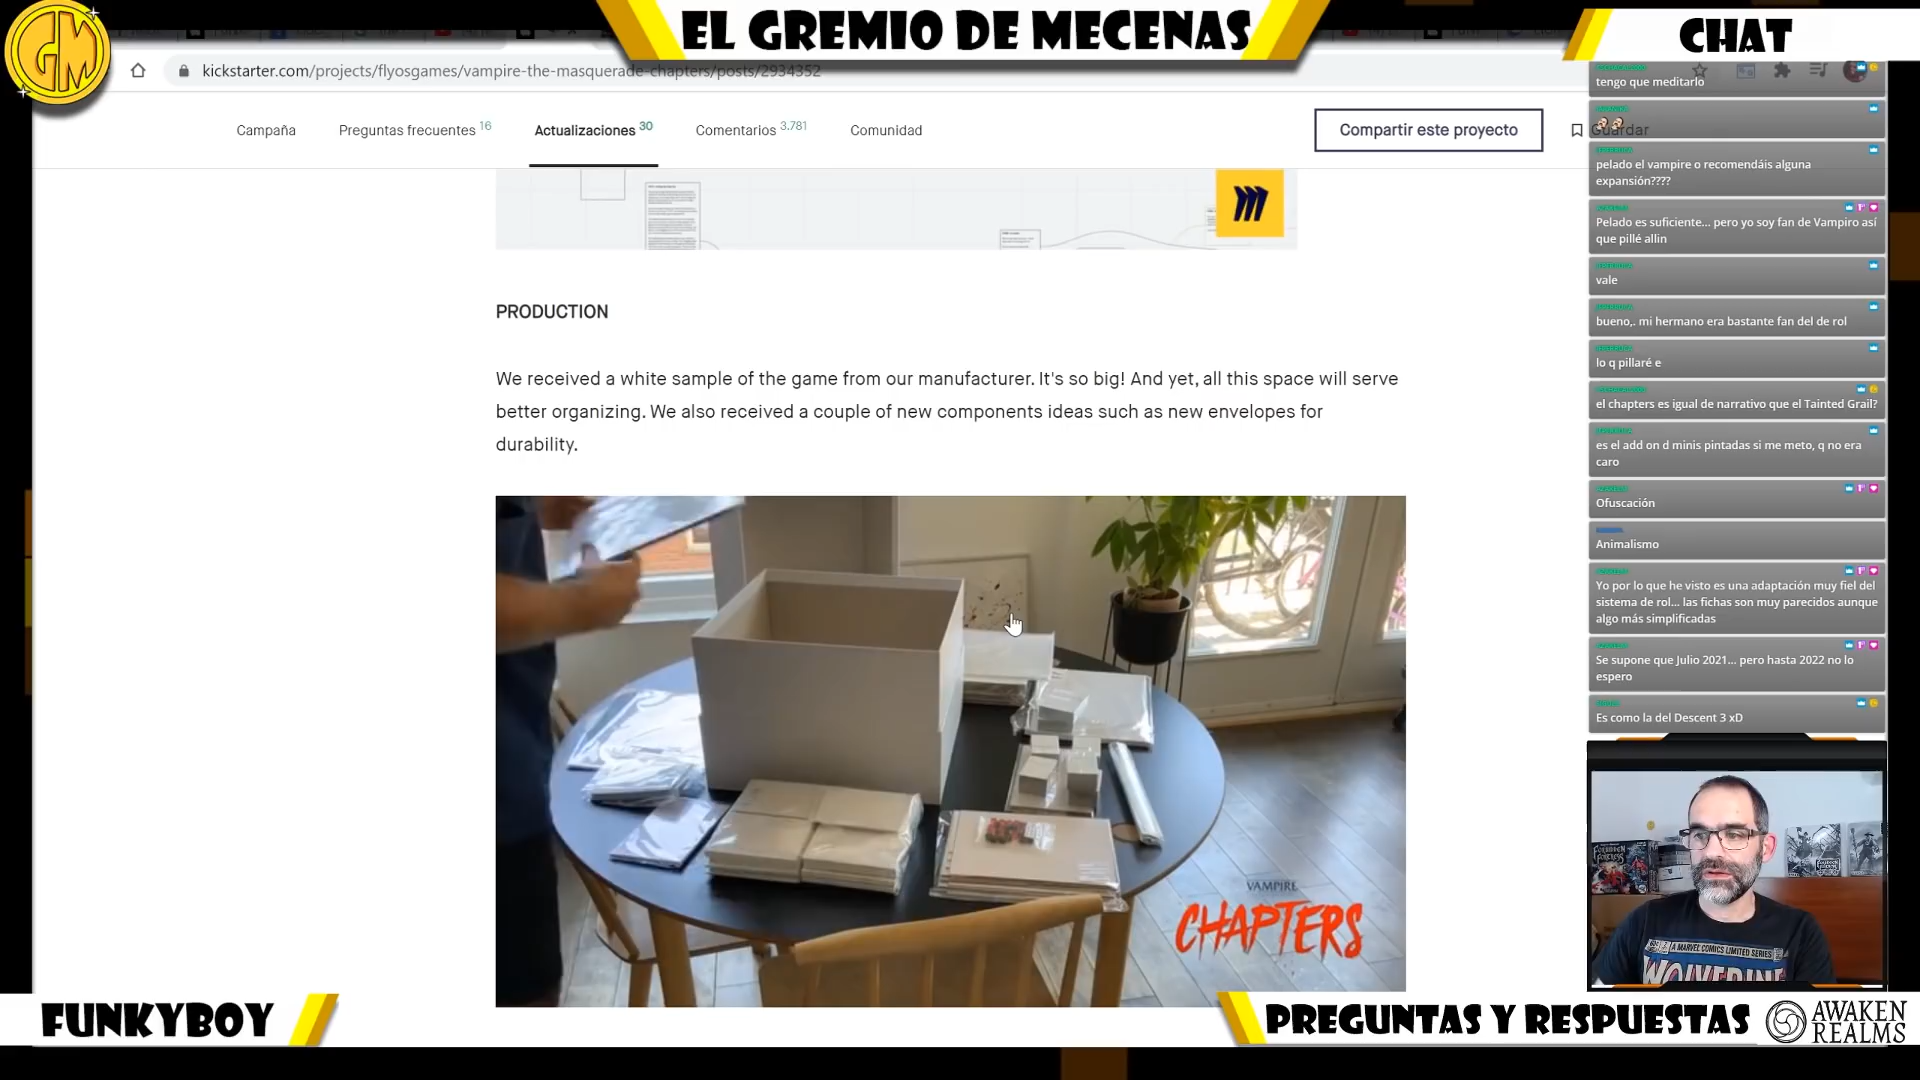 EL GREMIO DE MECENAS
CHAT
GM
kickstarter.com/projects/flyosgames/vampire-the-masquerade-chapters/posts/2934352
Campaña
Preguntas frecuentes 16
Actualizaciones 30
Comentarios 3.781
Comunidad
Compartir este proyecto
Guardar
PRODUCTION
We received a white sample of the game from our manufacturer. It's so big! And yet, all this space will serve
better organizing. We also received a couple of new components ideas such as new envelopes for
durability.
VAMPIRE
CHAPTERS
tengo que meditarlo
pelado el vampire o recomendáis alguna
expansión????
Pelado es suficiente... pero yo soy fan de Vampiro así
que pillé allin
vale
bueno,. mi hermano era bastante fan del de rol
lo q pillaré e
el chapters es igual de narrativo que el Tainted Grail?
es el add on d minis pintadas si me meto, q no era
caro
Ofuscación
Animalismo
Yo por lo que he visto es una adaptación muy fiel del
sistema de rol... las fichas son muy parecidos aunque
algo más simplificadas
Se supone que Julio 2021... pero hasta 2022 no lo
espero
Es como la del Descent 3 xD
FORBIDDEN
FORTRESS
A MARVEL COMICS LIMITED SERIES
WOLVERINE
FUNKYBOY
PREGUNTAS Y RESPUESTAS
AWAKEN
REALMS